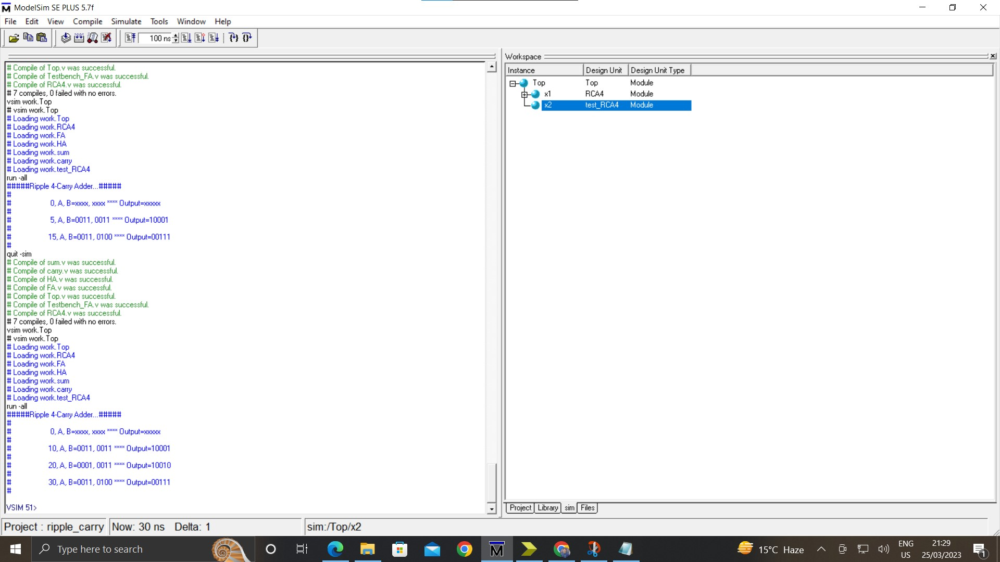 ModelSim SE PLUS 5.7f
File Edit View Compile Simulate Tools Window Help
100 ns
# Compile of Top.v was successful.
# Compile of Testbench_FA.v was successful.
# Compile of RCA4.v was successful.
# 7 compiles, 0 failed with no errors.
vsim work.Top
# vsim work.Top
# Loading work.Top
# Loading work.RCA4
# Loading work.FA
# Loading work.HA
# Loading work.sum
# Loading work.carry
# Loading work.test_RCA4
run -all
#####Ripple 4-Carry Adder...#####
#
# 0, A, B=xxxx, xxxx **** Output=xxxxx
#
# 5, A, B=0011, 0011 **** Output=10001
#
# 15, A, B=0011, 0100 **** Output=00111
#
quit -sim
# Compile of sum.v was successful.
# Compile of carry.v was successful.
# Compile of HA.v was successful.
# Compile of FA.v was successful.
# Compile of Top.v was successful.
# Compile of Testbench_FA.v was successful.
# Compile of RCA4.v was successful.
# 7 compiles, 0 failed with no errors.
vsim work.Top
# vsim work.Top
# Loading work.Top
# Loading work.RCA4
# Loading work.FA
# Loading work.HA
# Loading work.sum
# Loading work.carry
# Loading work.test_RCA4
run -all
#####Ripple 4-Carry Adder...#####
#
# 0, A, B=xxxx, xxxx **** Output=xxxxx
#
# 10, A, B=0011, 0011 **** Output=10001
#
# 20, A, B=0001, 0011 **** Output=10010
#
# 30, A, B=0011, 0100 **** Output=00111
#
VSIM 51>
Workspace
Instance Design Unit Design Unit Type
Top Top Module
x1 RCA4 Module
x2 test_RCA4 Module
Project Library sim Files
Project : ripple_carry Now: 30 ns Delta: 1 sim:/Top/x2
Type here to search
15°C Haze
ENG
US
21:29
25/03/2023
1